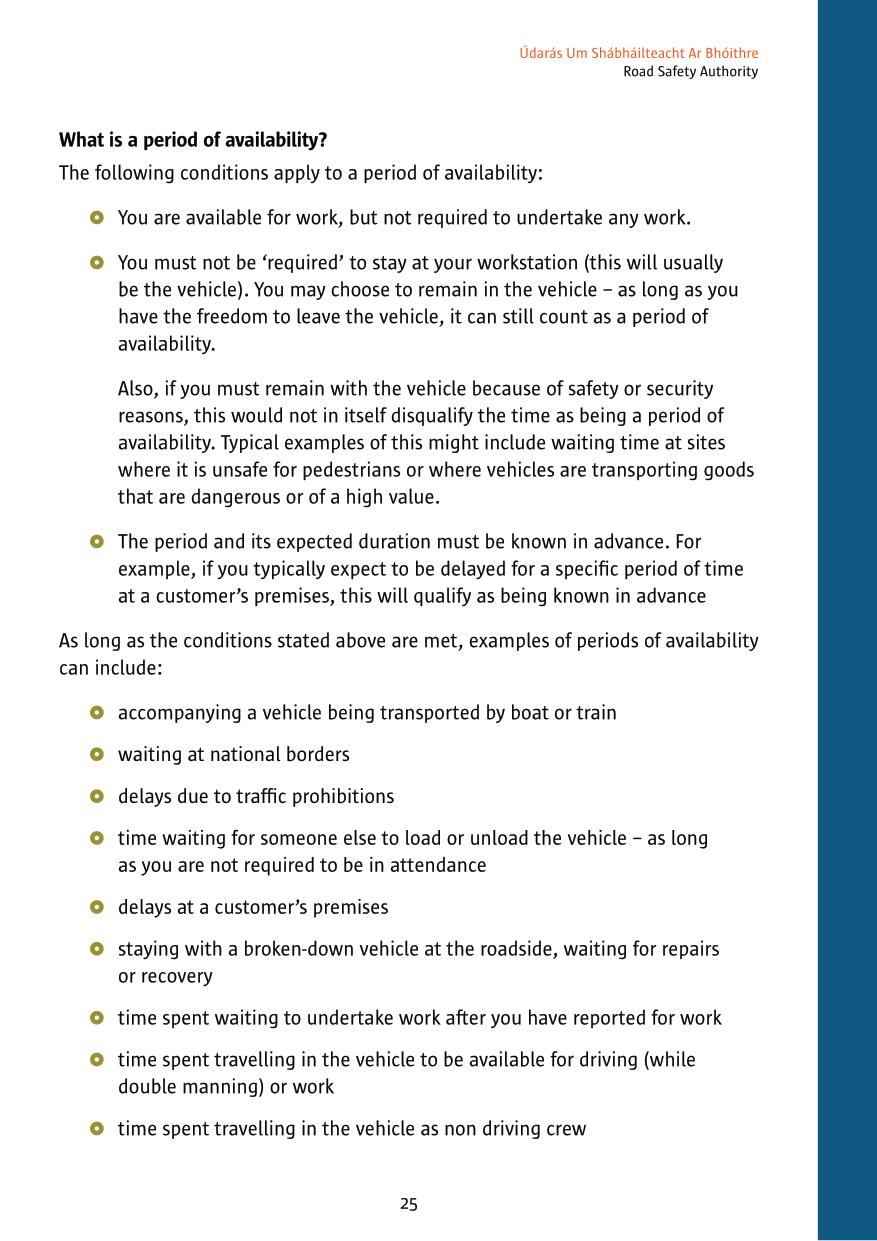 Údarás Um Shábháilteacht Ar Bhóithre
Road Safety Authority
What is a period of availability?
The following conditions apply to a period of availability:
You are available for work, but not required to undertake any work.
You must not be ‘required’ to stay at your workstation (this will usually
be the vehicle). You may choose to remain in the vehicle – as long as you
have the freedom to leave the vehicle, it can still count as a period of
availability.
Also, if you must remain with the vehicle because of safety or security
reasons, this would not in itself disqualify the time as being a period of
availability. Typical examples of this might include waiting time at sites
where it is unsafe for pedestrians or where vehicles are transporting goods
that are dangerous or of a high value.
The period and its expected duration must be known in advance. For
example, if you typically expect to be delayed for a specific period of time
at a customer’s premises, this will qualify as being known in advance
As long as the conditions stated above are met, examples of periods of availability
can include:
accompanying a vehicle being transported by boat or train
waiting at national borders
delays due to traffic prohibitions
time waiting for someone else to load or unload the vehicle – as long
as you are not required to be in attendance
delays at a customer’s premises
staying with a broken-down vehicle at the roadside, waiting for repairs
or recovery
time spent waiting to undertake work after you have reported for work
time spent travelling in the vehicle to be available for driving (while
double manning) or work
time spent travelling in the vehicle as non driving crew
25